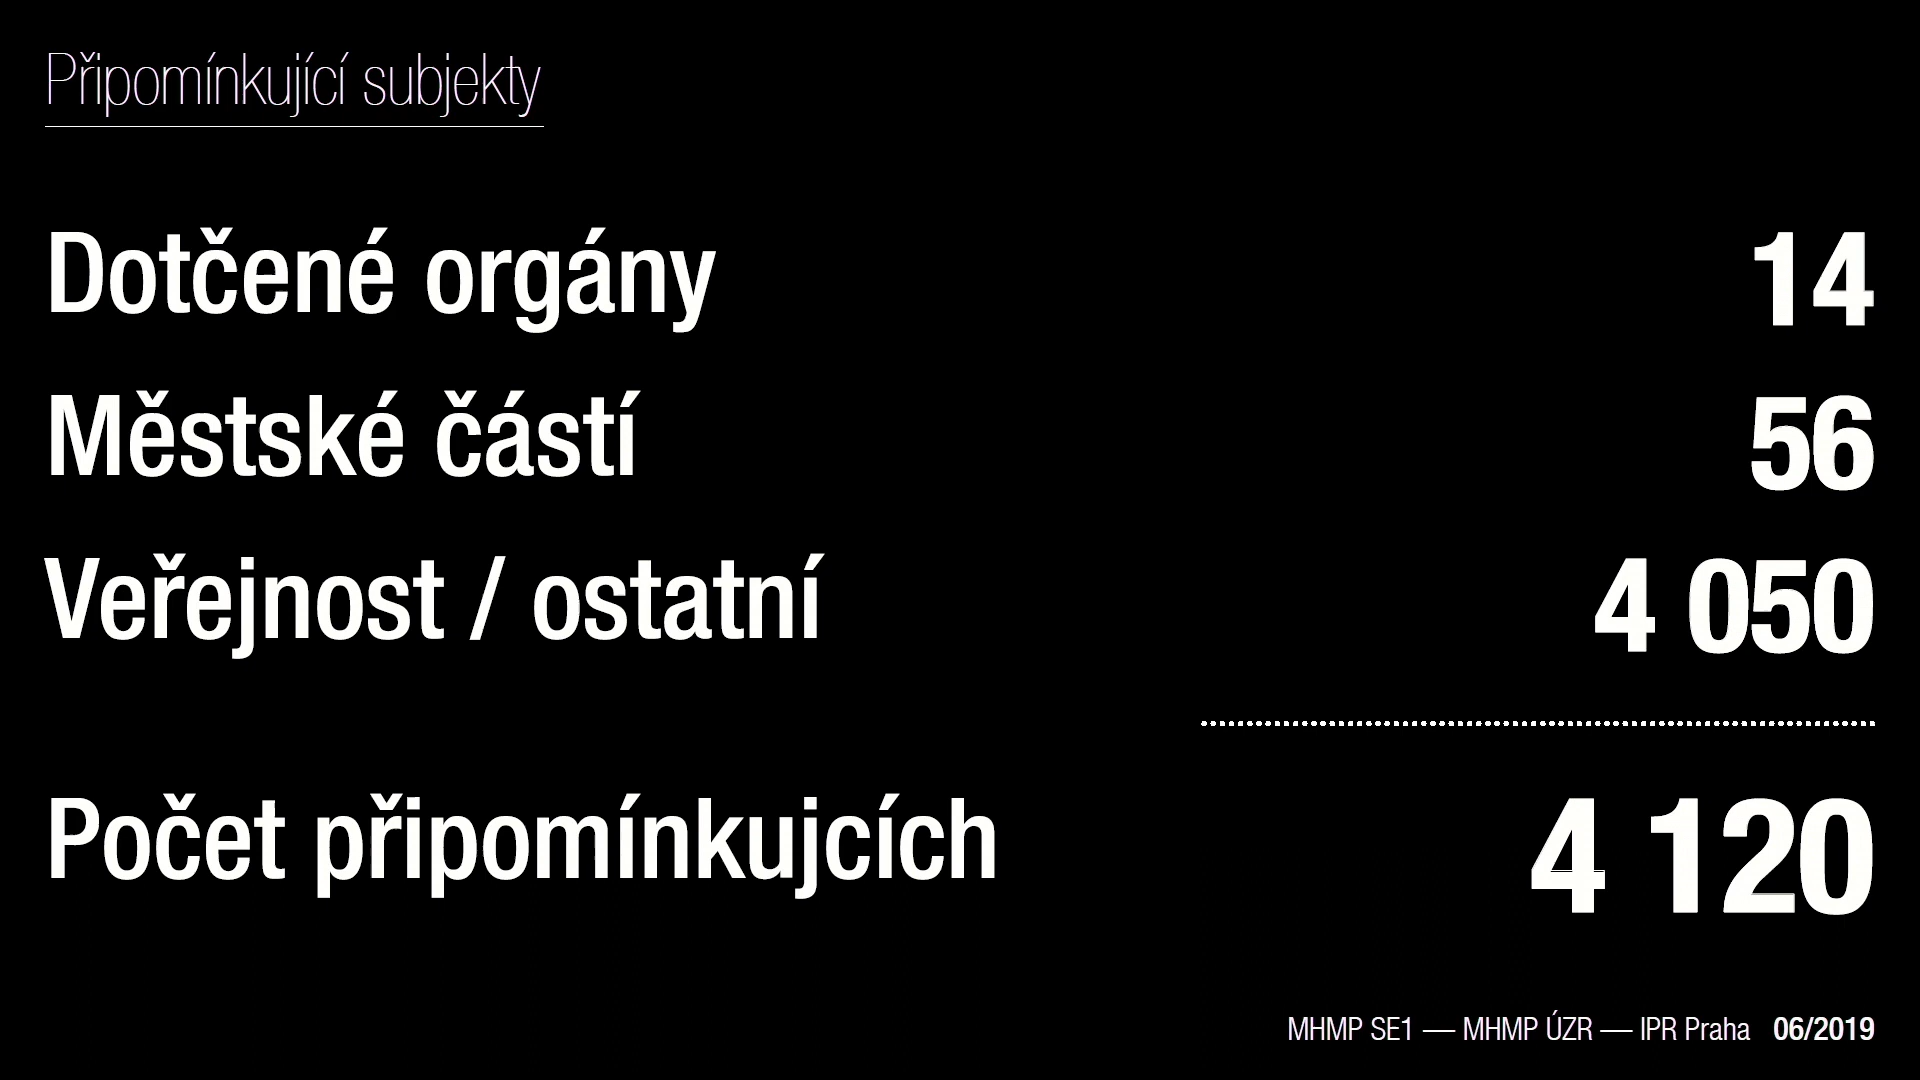 Připomínkující subjekty
Dotčené orgány 14
Městské částí 56
Veřejnost / ostatní 4 050
Počet připomínkujcích 4 120
MHMP SE1 — MHMP ÚZR — IPR Praha 06/2019